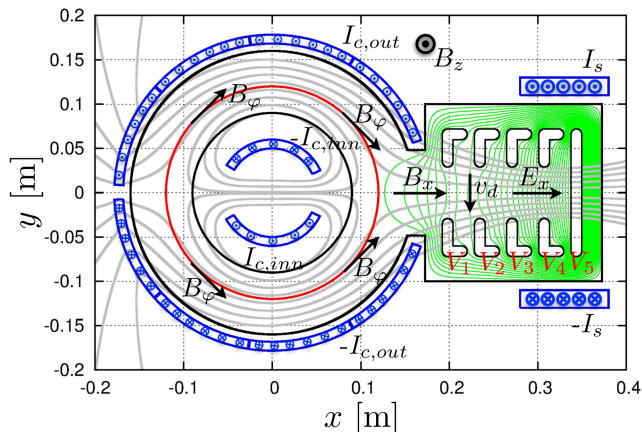 0.2
0.15
0.1
0.05
0
-0.05
-0.1
-0.15
-0.2
y [m]
-0.2 -0.1 0 0.1 0.2 0.3 0.4
x [m]
I_{c,out}
B_z
I_s
B_φ
B_φ
-I_{c,inn}
B_x v_d E_x
I_{c,inn}
B_φ
B_φ
V_1 V_2 V_3 V_4 V_5
-I_{c,out}
-I_s